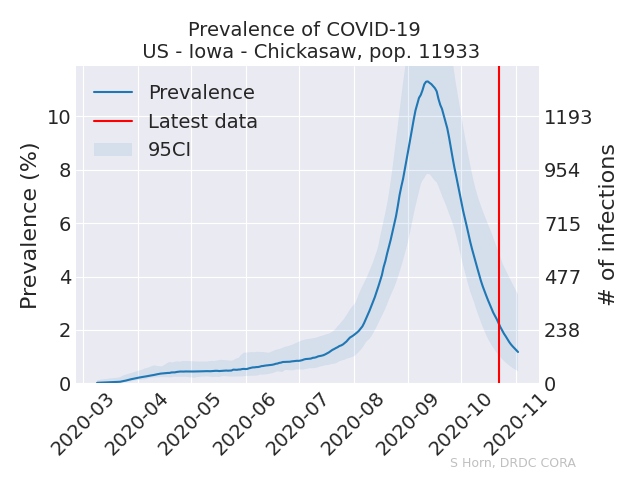 Prevalence of COVID-19
US - Iowa - Chickasaw, pop. 11933
Prevalence
Latest data
95CI
Prevalence (%)
10
8
6
4
2
0
1193
954
715
477
238
0
# of infections
2020-03
2020-04
2020-05
2020-06
2020-07
2020-08
2020-09
2020-10
2020-11
S Horn, DRDC CORA